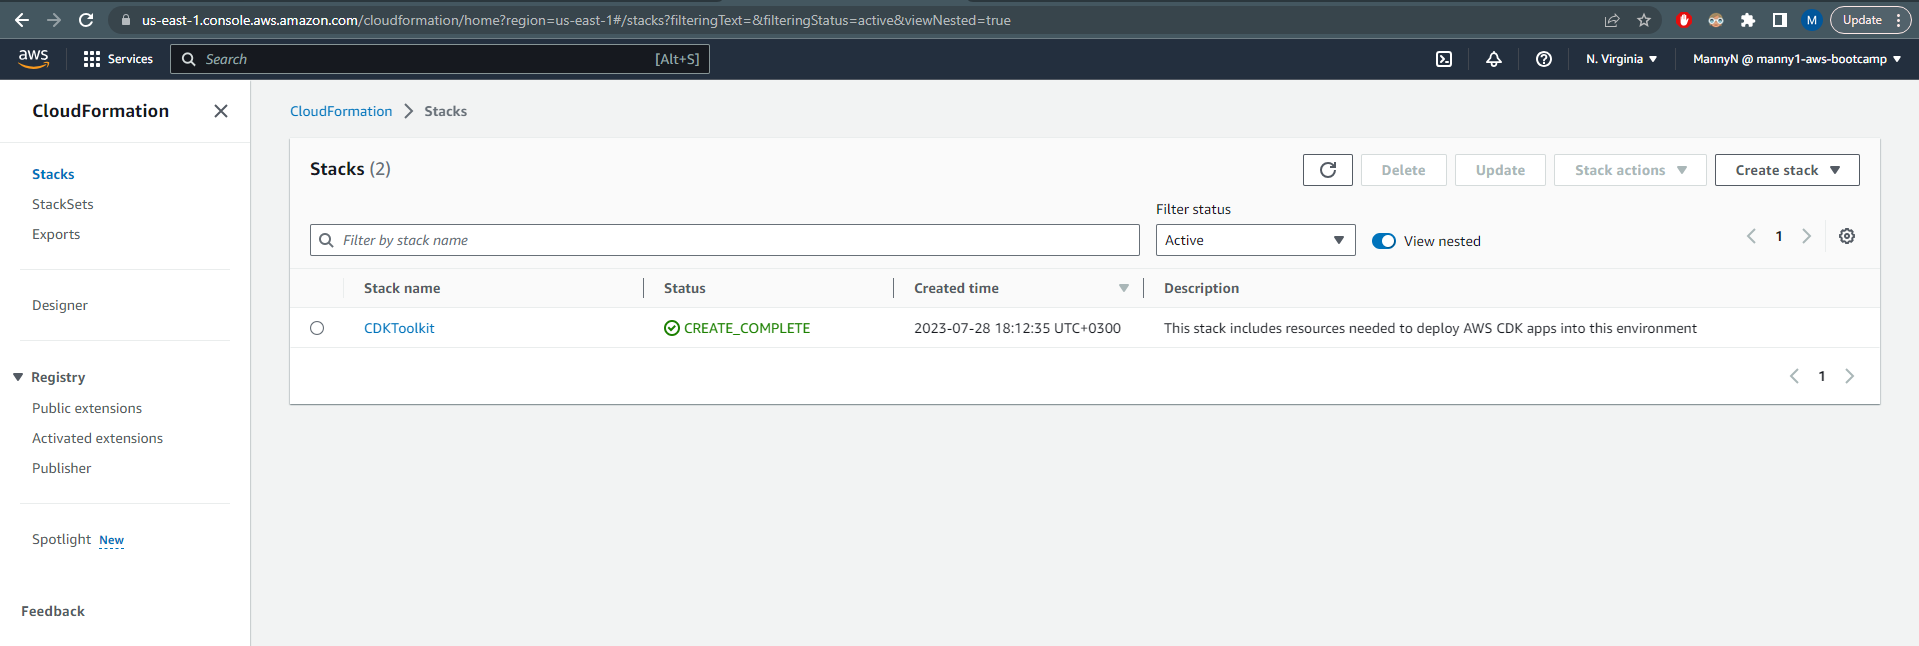 us-east-1.console.aws.amazon.com/cloudformation/home?region=us-east-1#/stacks?filteringText=&filteringStatus=active&viewNested=true
M
Update
aws
Services
Search
[Alt+S]
N. Virginia
MannyN @ manny1-aws-bootcamp
CloudFormation
Stacks
StackSets
Exports
Designer
Registry
Public extensions
Activated extensions
Publisher
Spotlight New
Feedback
CloudFormation > Stacks
Stacks (2)
Delete
Update
Stack actions
Create stack
Filter status
Filter by stack name
Active
View nested
1
Stack name Status Created time Description
CDKToolkit CREATE_COMPLETE 2023-07-28 18:12:35 UTC+0300 This stack includes resources needed to deploy AWS CDK apps into this environment
1